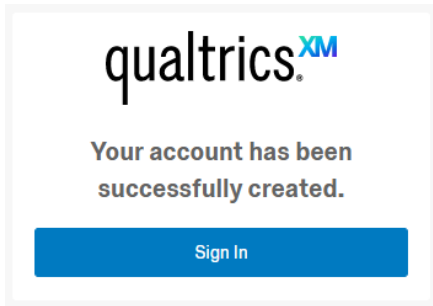 qualtrics.XM
Your account has been
successfully created.
Sign In